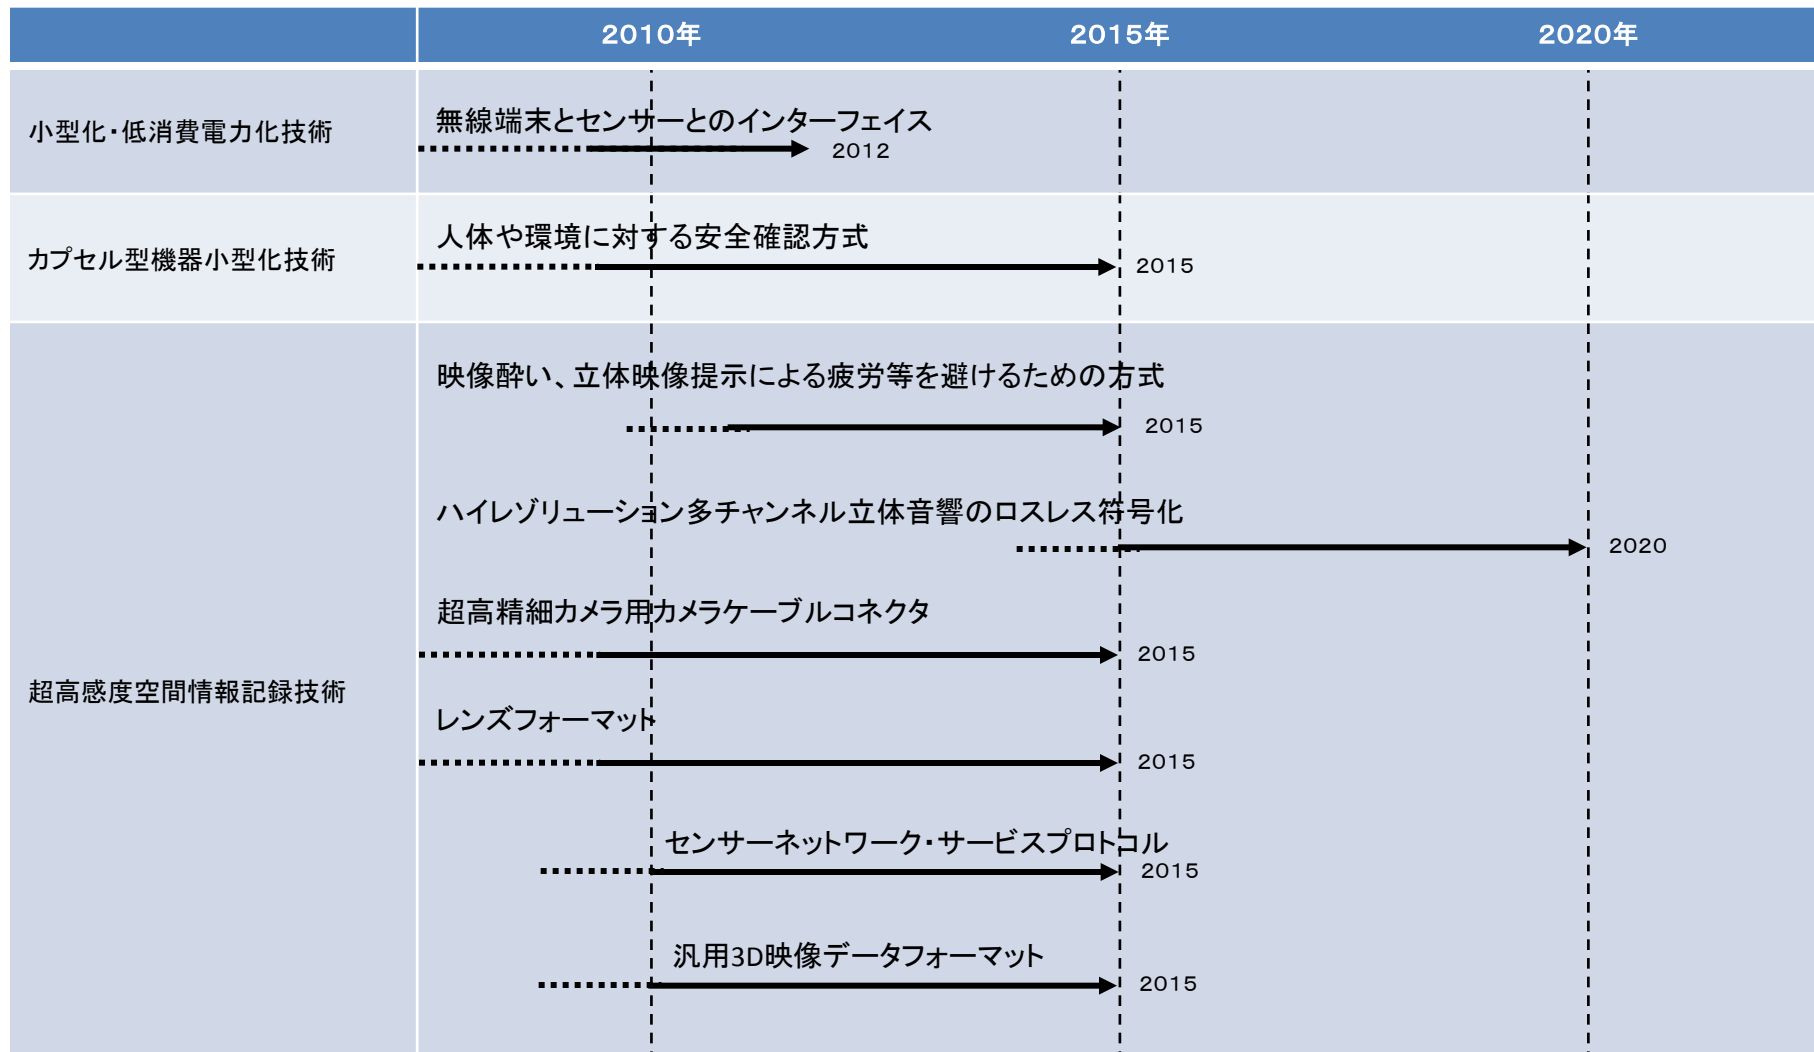 2010年
2015年
2020年
小型化・低消費電力化技術
無線端末とセンサーとのインターフェイス
2012
カプセル型機器小型化技術
人体や環境に対する安全確認方式
2015
超高感度空間情報記録技術
映像酔い、立体映像提示による疲労等を避けるための方式
2015
ハイレゾリューション多チャンネル立体音響のロスレス符号化
2020
超高精細カメラ用カメラケーブルコネクタ
2015
レンズフォーマット
2015
センサーネットワーク・サービスプロトコル
2015
汎用3D映像データフォーマット
2015